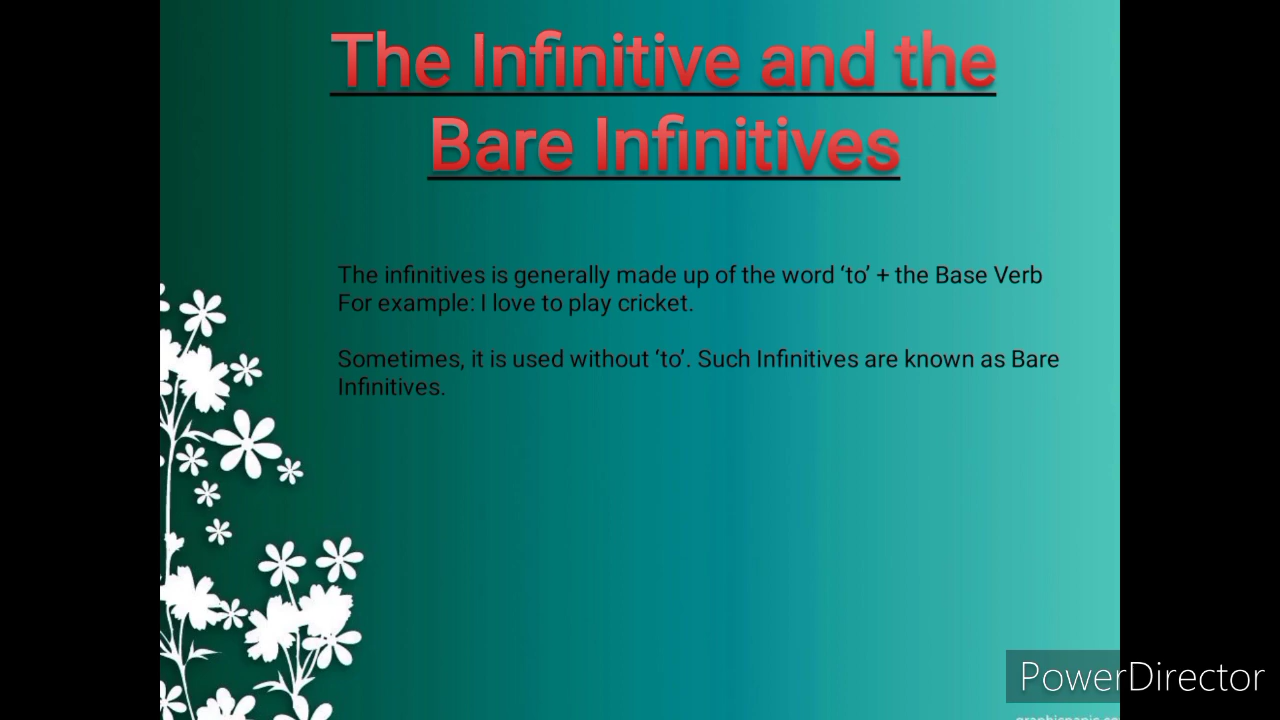 The Infinitive and the
Bare Infinitives
The infinitives is generally made up of the word ‘to’ + the Base Verb
For example: I love to play cricket.
Sometimes, it is used without ‘to’. Such Infinitives are known as Bare
Infinitives.
PowerDirector